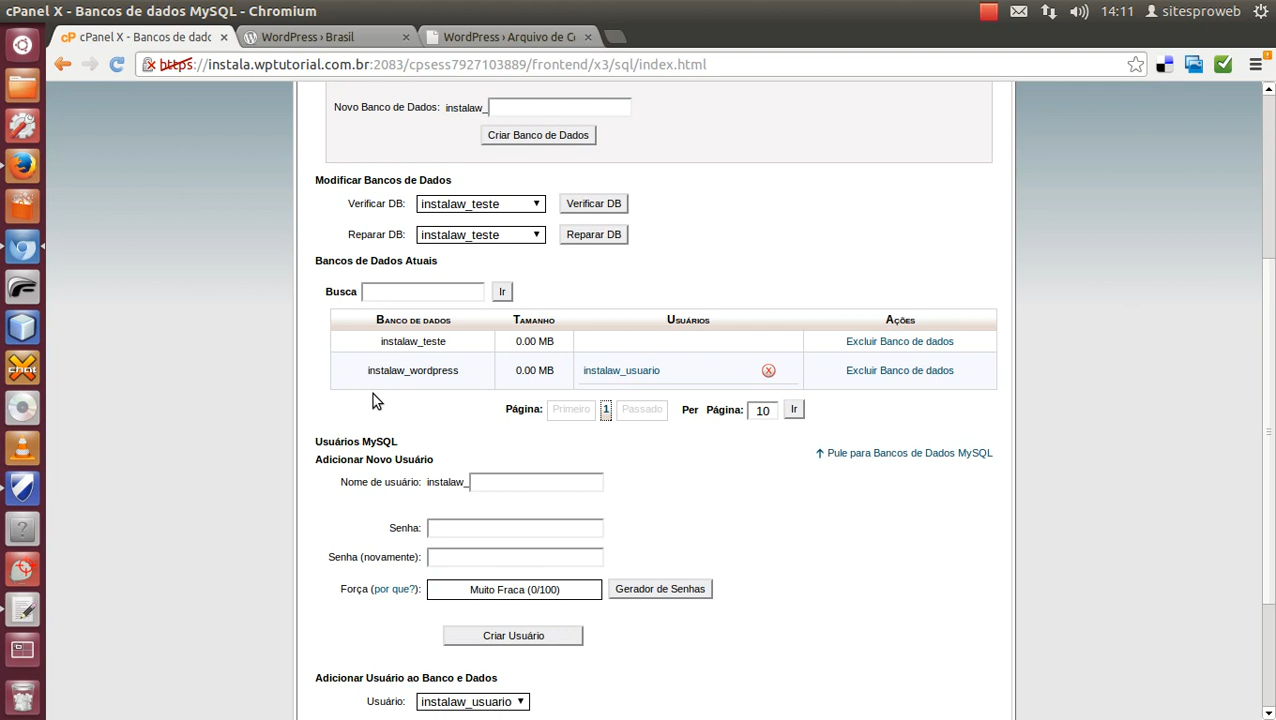 cPanel X - Bancos de dados MySQL - Chromium
14:11
sitesproweb
cP cPanel X - Bancos de dado
WordPress › Brasil
WordPress › Arquivo de Co
https://instala.wptutorial.com.br:2083/cpsess7927103889/frontend/x3/sql/index.html
Novo Banco de Dados: instalaw_
Criar Banco de Dados
Modificar Bancos de Dados
Verificar DB: instalaw_teste Verificar DB
Reparar DB: instalaw_teste Reparar DB
Bancos de Dados Atuais
Busca Ir
Banco de dados Tamanho Usuários Ações
instalaw_teste 0.00 MB Excluir Banco de dados
instalaw_wordpress 0.00 MB instalaw_usuario Excluir Banco de dados
Página: Primeiro 1 Passado Per Página: 10 Ir
Usuários MySQL
Pule para Bancos de Dados MySQL
Adicionar Novo Usuário
Nome de usuário: instalaw_
Senha:
Senha (novamente):
Força (por que?): Muito Fraca (0/100) Gerador de Senhas
Criar Usuário
Adicionar Usuário ao Banco e Dados
Usuário: instalaw_usuario